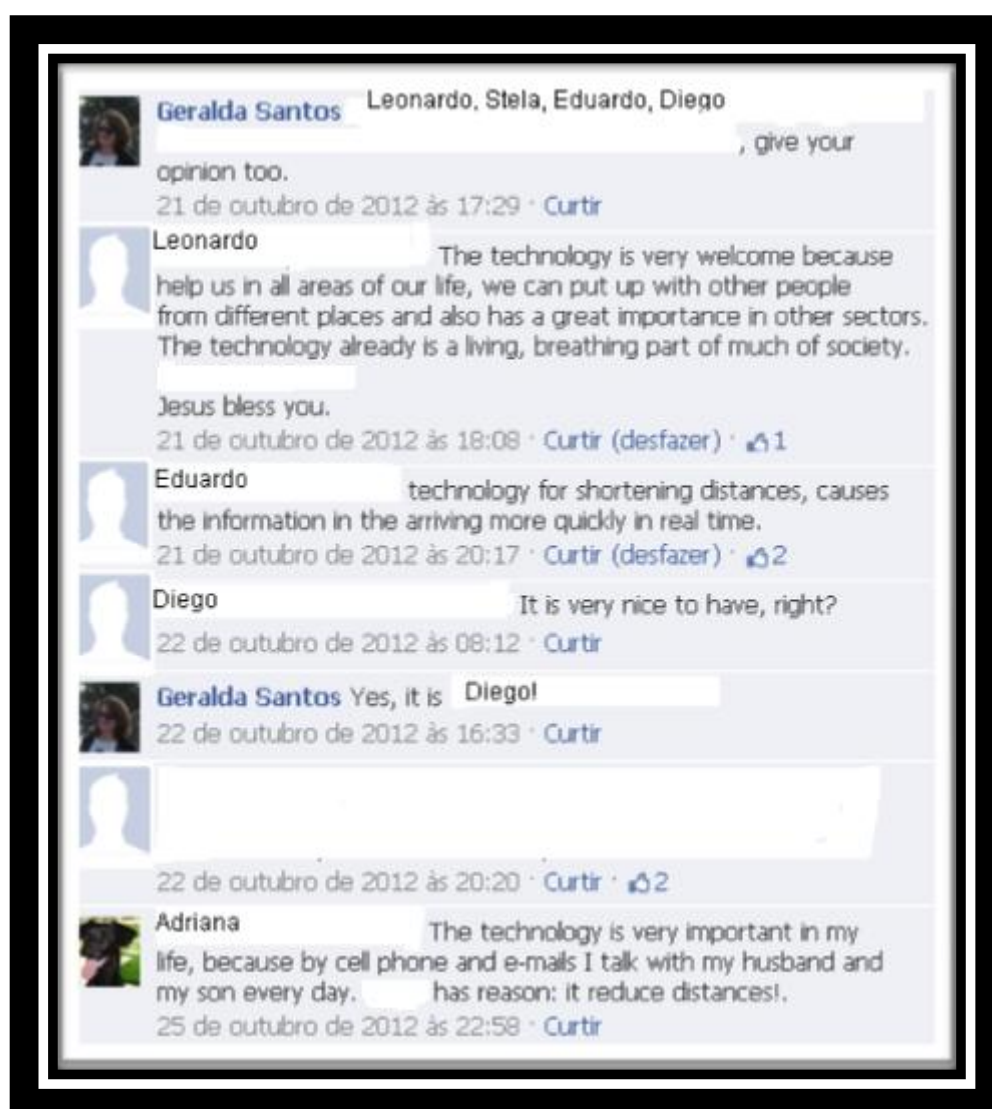 Geralda Santos Leonardo, Stela, Eduardo, Diego
, give your
opinion too.
21 de outubro de 2012 às 17:29 · Curtir
Leonardo
The technology is very welcome because
help us in all areas of our life, we can put up with other people
from different places and also has a great importance in other sectors.
The technology already is a living, breathing part of much of society.
Jesus bless you.
21 de outubro de 2012 às 18:08 · Curtir (desfazer) · 1
Eduardo
technology for shortening distances, causes
the information in the arriving more quickly in real time.
21 de outubro de 2012 às 20:17 · Curtir (desfazer) · 2
Diego It is very nice to have, right?
22 de outubro de 2012 às 08:12 · Curtir
Geralda Santos Yes, it is Diego!
22 de outubro de 2012 às 16:33 · Curtir
22 de outubro de 2012 às 20:20 · Curtir · 2
Adriana
The technology is very important in my
life, because by cell phone and e-mails I talk with my husband and
my son every day. has reason: it reduce distances!.
25 de outubro de 2012 às 22:58 · Curtir